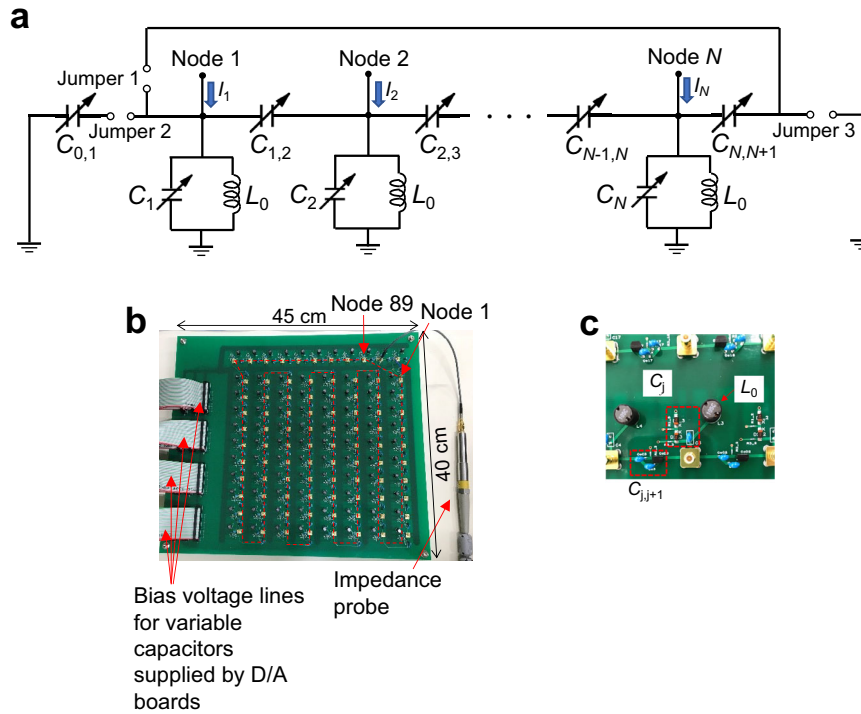 a
Node 1
Node 2
Node N
Jumper 1
I1
I2
IN
Jumper 2
Jumper 3
C0,1
C1,2
C2,3
CN-1,N
CN,N+1
C1
L0
C2
L0
CN
L0
b
45 cm
Node 89
Node 1
40 cm
Bias voltage lines
for variable
capacitors
supplied by D/A
boards
Impedance
probe
c
Cj
L0
Cj,j+1